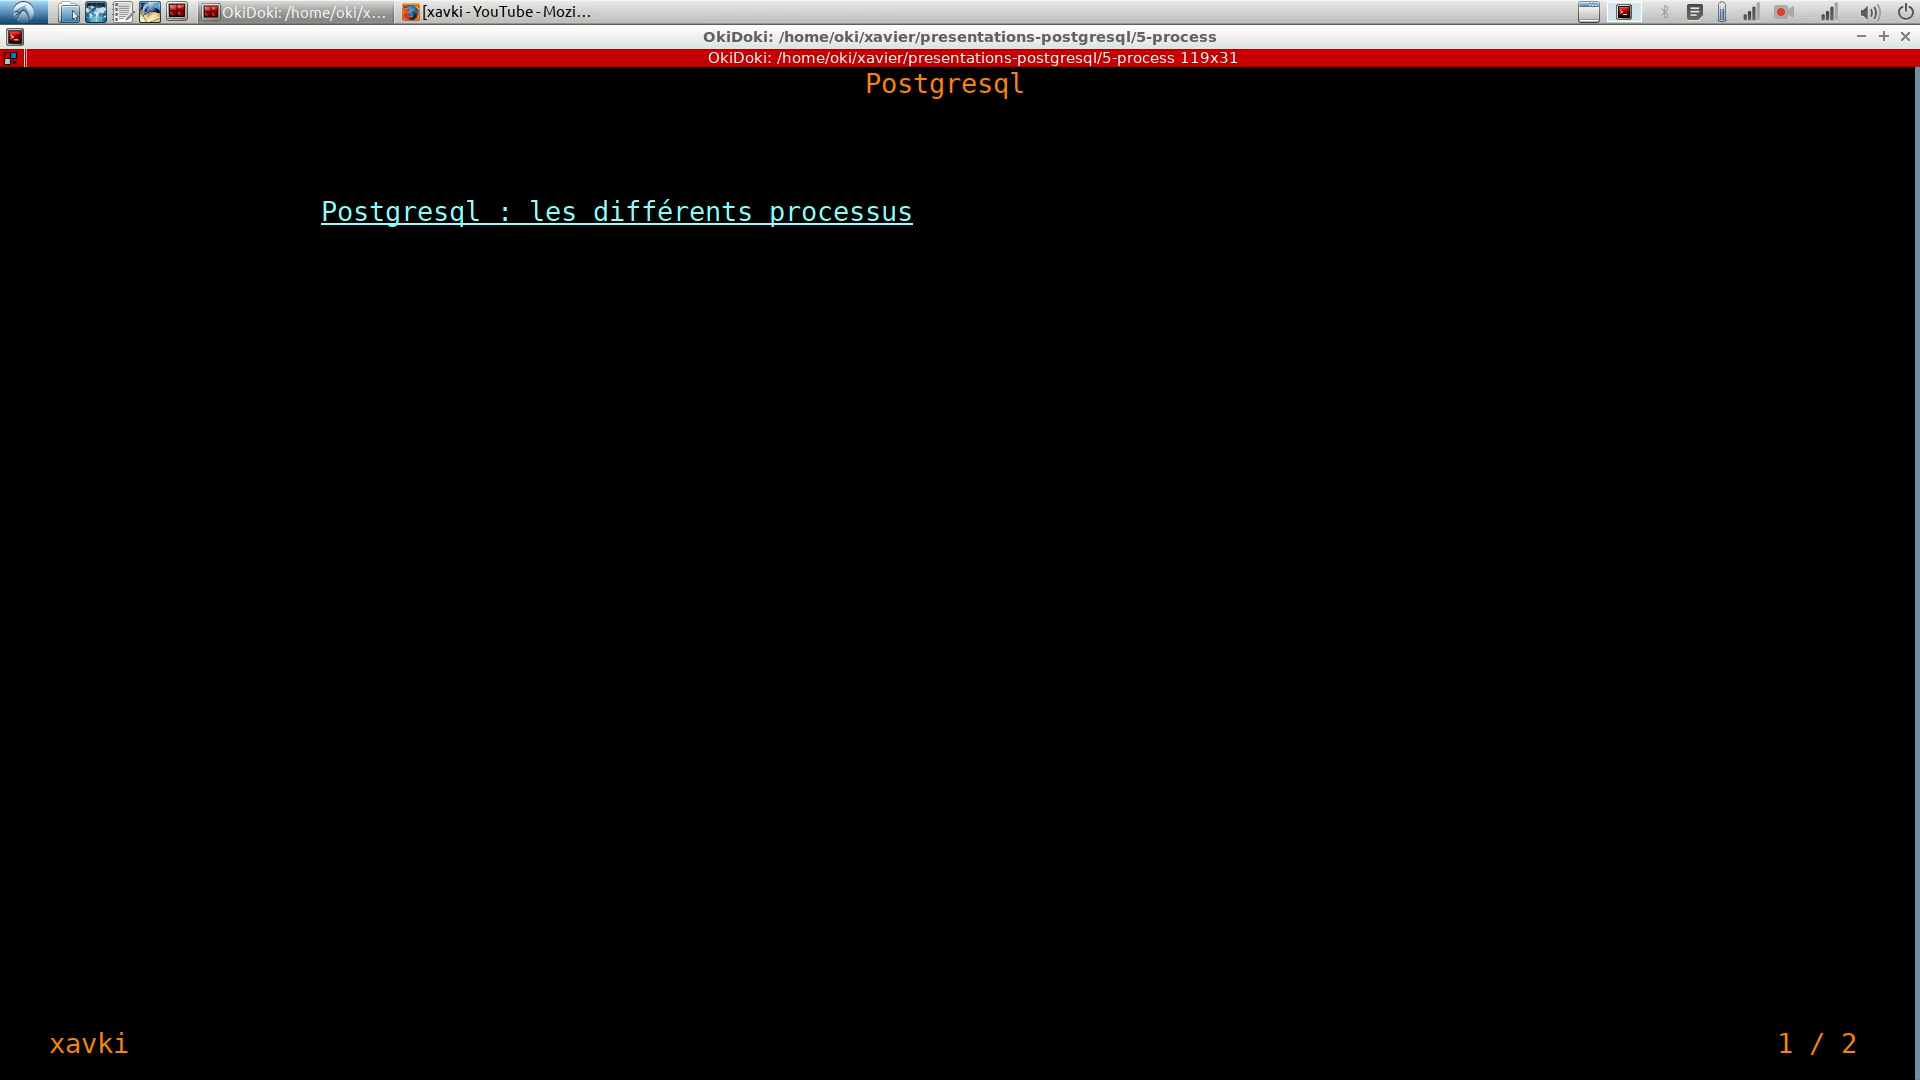 OkiDoki: /home/oki/x...
[xavki - YouTube - Mozi...
OkiDoki: /home/oki/xavier/presentations-postgresql/5-process
OkiDoki: /home/oki/xavier/presentations-postgresql/5-process 119x31
Postgresql
Postgresql : les différents processus
xavki
1 / 2